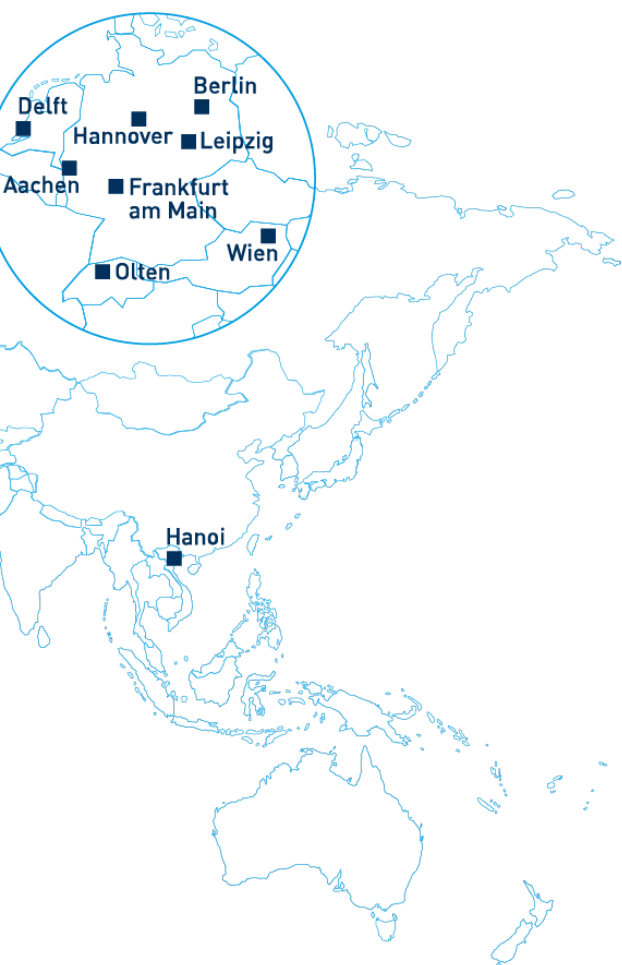 Berlin
Delft
Hannover
Leipzig
Aachen
Frankfurt
am Main
Wien
Olten
Hanoi